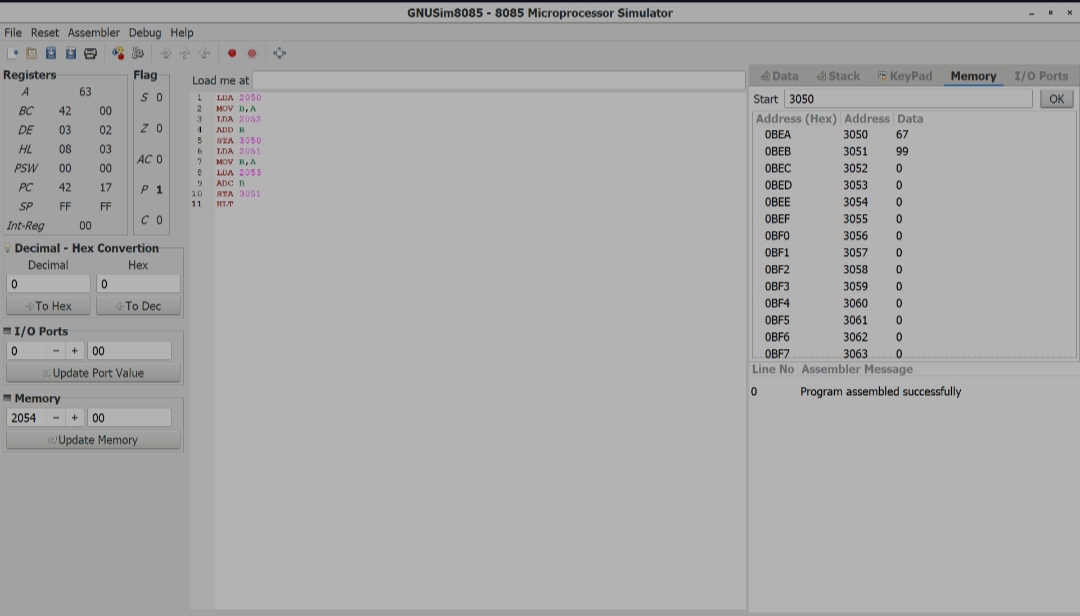 GNUSim8085 - 8085 Microprocessor Simulator
File Reset Assembler Debug Help
Registers
A 63
BC 42 00
DE 03 02
HL 08 03
PSW 00 00
PC 42 17
SP FF FF
Int-Reg 00
Flag
S 0
Z 0
AC 0
P 1
C 0
Decimal - Hex Convertion
Decimal Hex
0 0
To Hex To Dec
I/O Ports
0 - + 00
Update Port Value
Memory
2054 - + 00
Update Memory
Load me at
1 LDA 2050
2 MOV B,A
3 LDA 2052
4 ADD B
5 STA 3050
6 LDA 2051
7 MOV B,A
8 LDA 2053
9 ADC B
10 STA 3051
11 HLT
Data Stack KeyPad Memory I/O Ports
Start 3050 OK
Address (Hex) Address Data
0BEA 3050 67
0BEB 3051 99
0BEC 3052 0
0BED 3053 0
0BEE 3054 0
0BEF 3055 0
0BF0 3056 0
0BF1 3057 0
0BF2 3058 0
0BF3 3059 0
0BF4 3060 0
0BF5 3061 0
0BF6 3062 0
0BF7 3063 0
Line No Assembler Message
0 Program assembled successfully